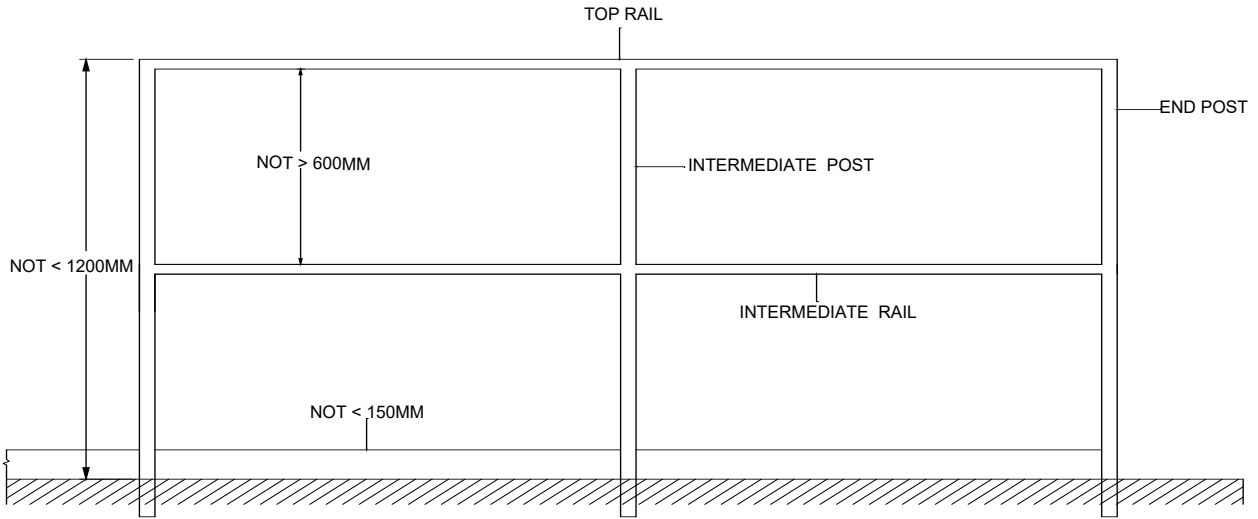 TOP RAIL
END POST
NOT > 600MM
INTERMEDIATE POST
NOT < 1200MM
INTERMEDIATE RAIL
NOT < 150MM